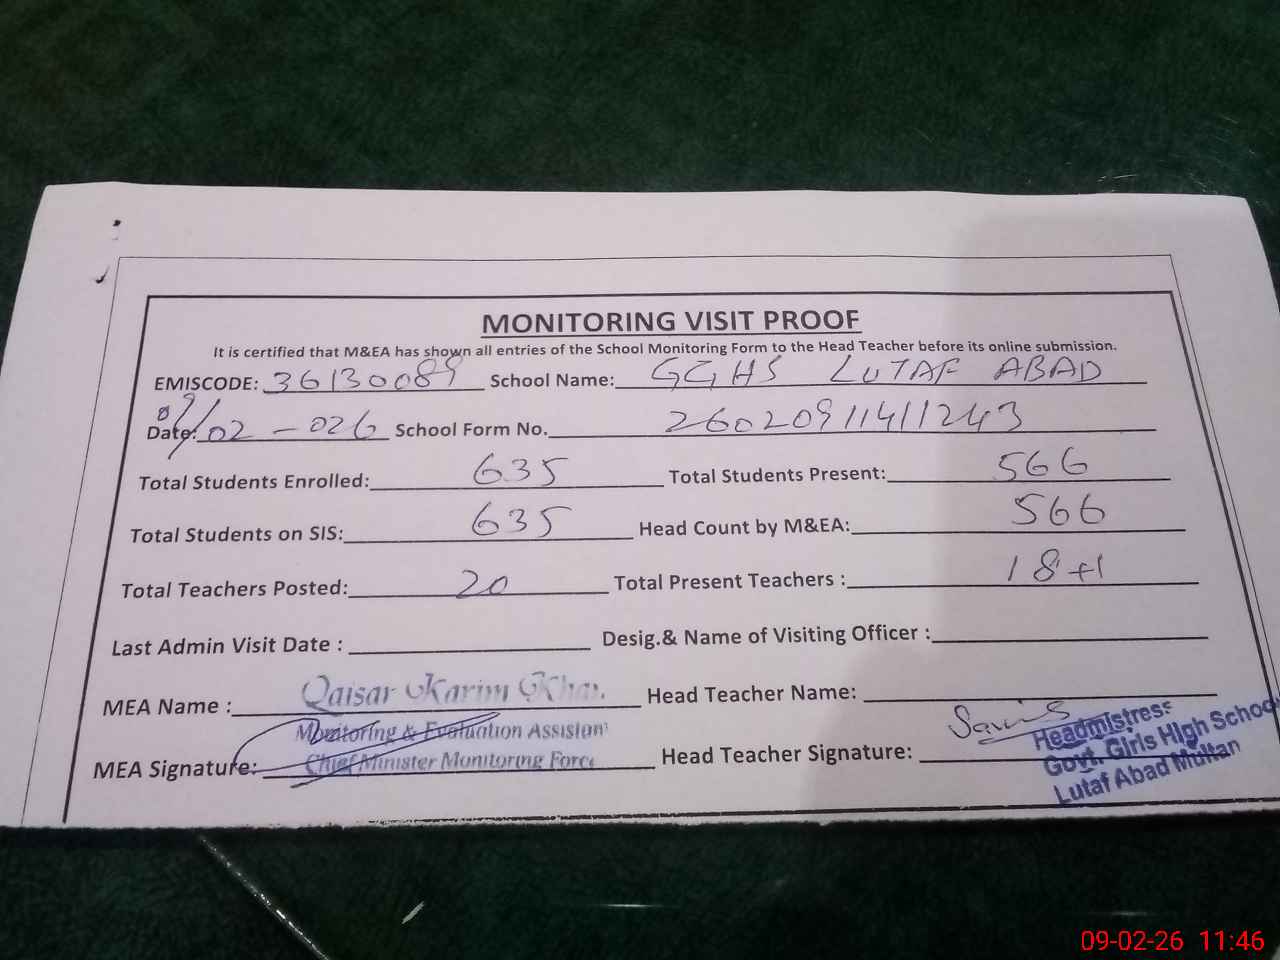 MONITORING VISIT PROOF
It is certified that M&EA has shown all entries of the School Monitoring Form to the Head Teacher before its online submission.
EMISCODE: 36130089 School Name: GGHS LUTAF ABAD
Date: 09/02-026 School Form No. 26020911411243
Total Students Enrolled: 635 Total Students Present: 566
Total Students on SIS: 635 Head Count by M&EA: 566
Total Teachers Posted: 20 Total Present Teachers : 18+1
Last Admin Visit Date : Desig.& Name of Visiting Officer :
MEA Name : Qaisar Karim Khan Head Teacher Name:
Monitoring & Evaluation Assistant
MEA Signature: Chief Minister Monitoring Force Head Teacher Signature:
Headmistress
Govt. Girls High School
Lutaf Abad Multan
09-02-26 11:46